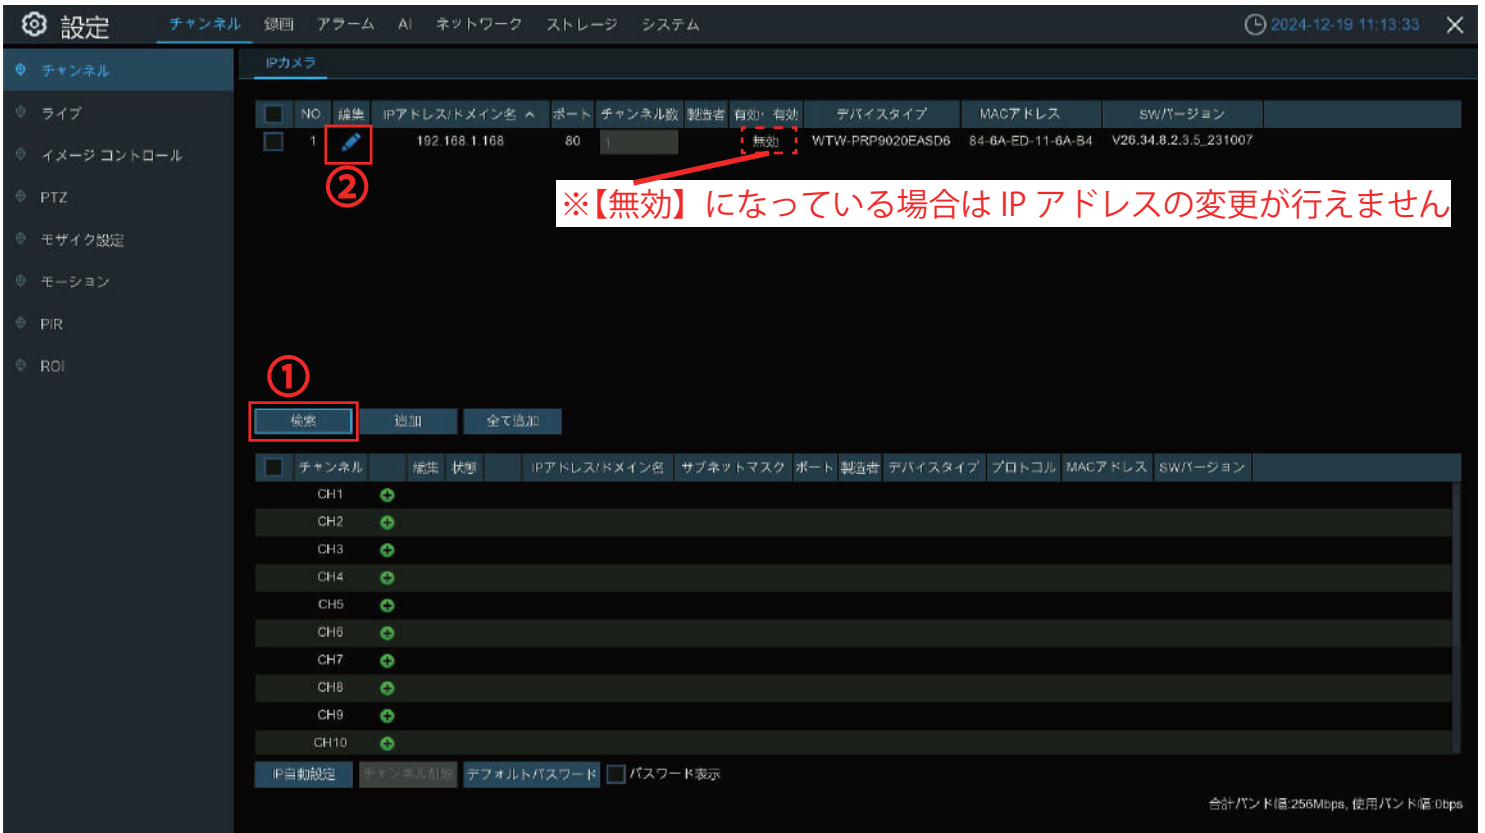 設定 チャンネル 録画 アラーム AI ネットワーク ストレージ システム 2024-12-19 11:13:33
チャンネル
ライブ
イメージ コントロール
PTZ
モザイク設定
モーション
PIR
ROI
IPカメラ
NO. 編集 IPアドレス/ドメイン名 ポート チャンネル数 製造者 有効・有効 デバイスタイプ MACアドレス SWバージョン
1 192.168.1.168 80 1 無効 WTW-PRP9020EASD6 84-6A-ED-11-6A-B4 V26.34.8.2.3.5_231007
②
※【無効】になっている場合は IP アドレスの変更が行えません
①
検索 追加 全て追加
チャンネル 編集 状態 IPアドレス/ドメイン名 サブネットマスク ポート 製造者 デバイスタイプ プロトコル MACアドレス SWバージョン
CH1
CH2
CH3
CH4
CH5
CH6
CH7
CH8
CH9
CH10
IP自動設定 チャンネル削除 デフォルトパスワード パスワード表示
合計バンド幅:256Mbps, 使用バンド幅:0bps